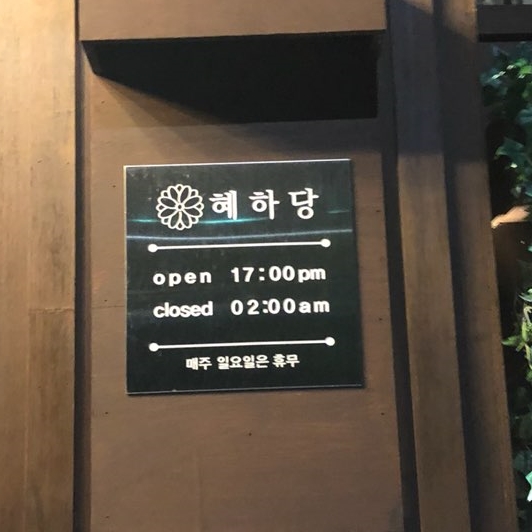 혜하당
open 17:00pm
closed 02:00am
매주 일요일은 휴무